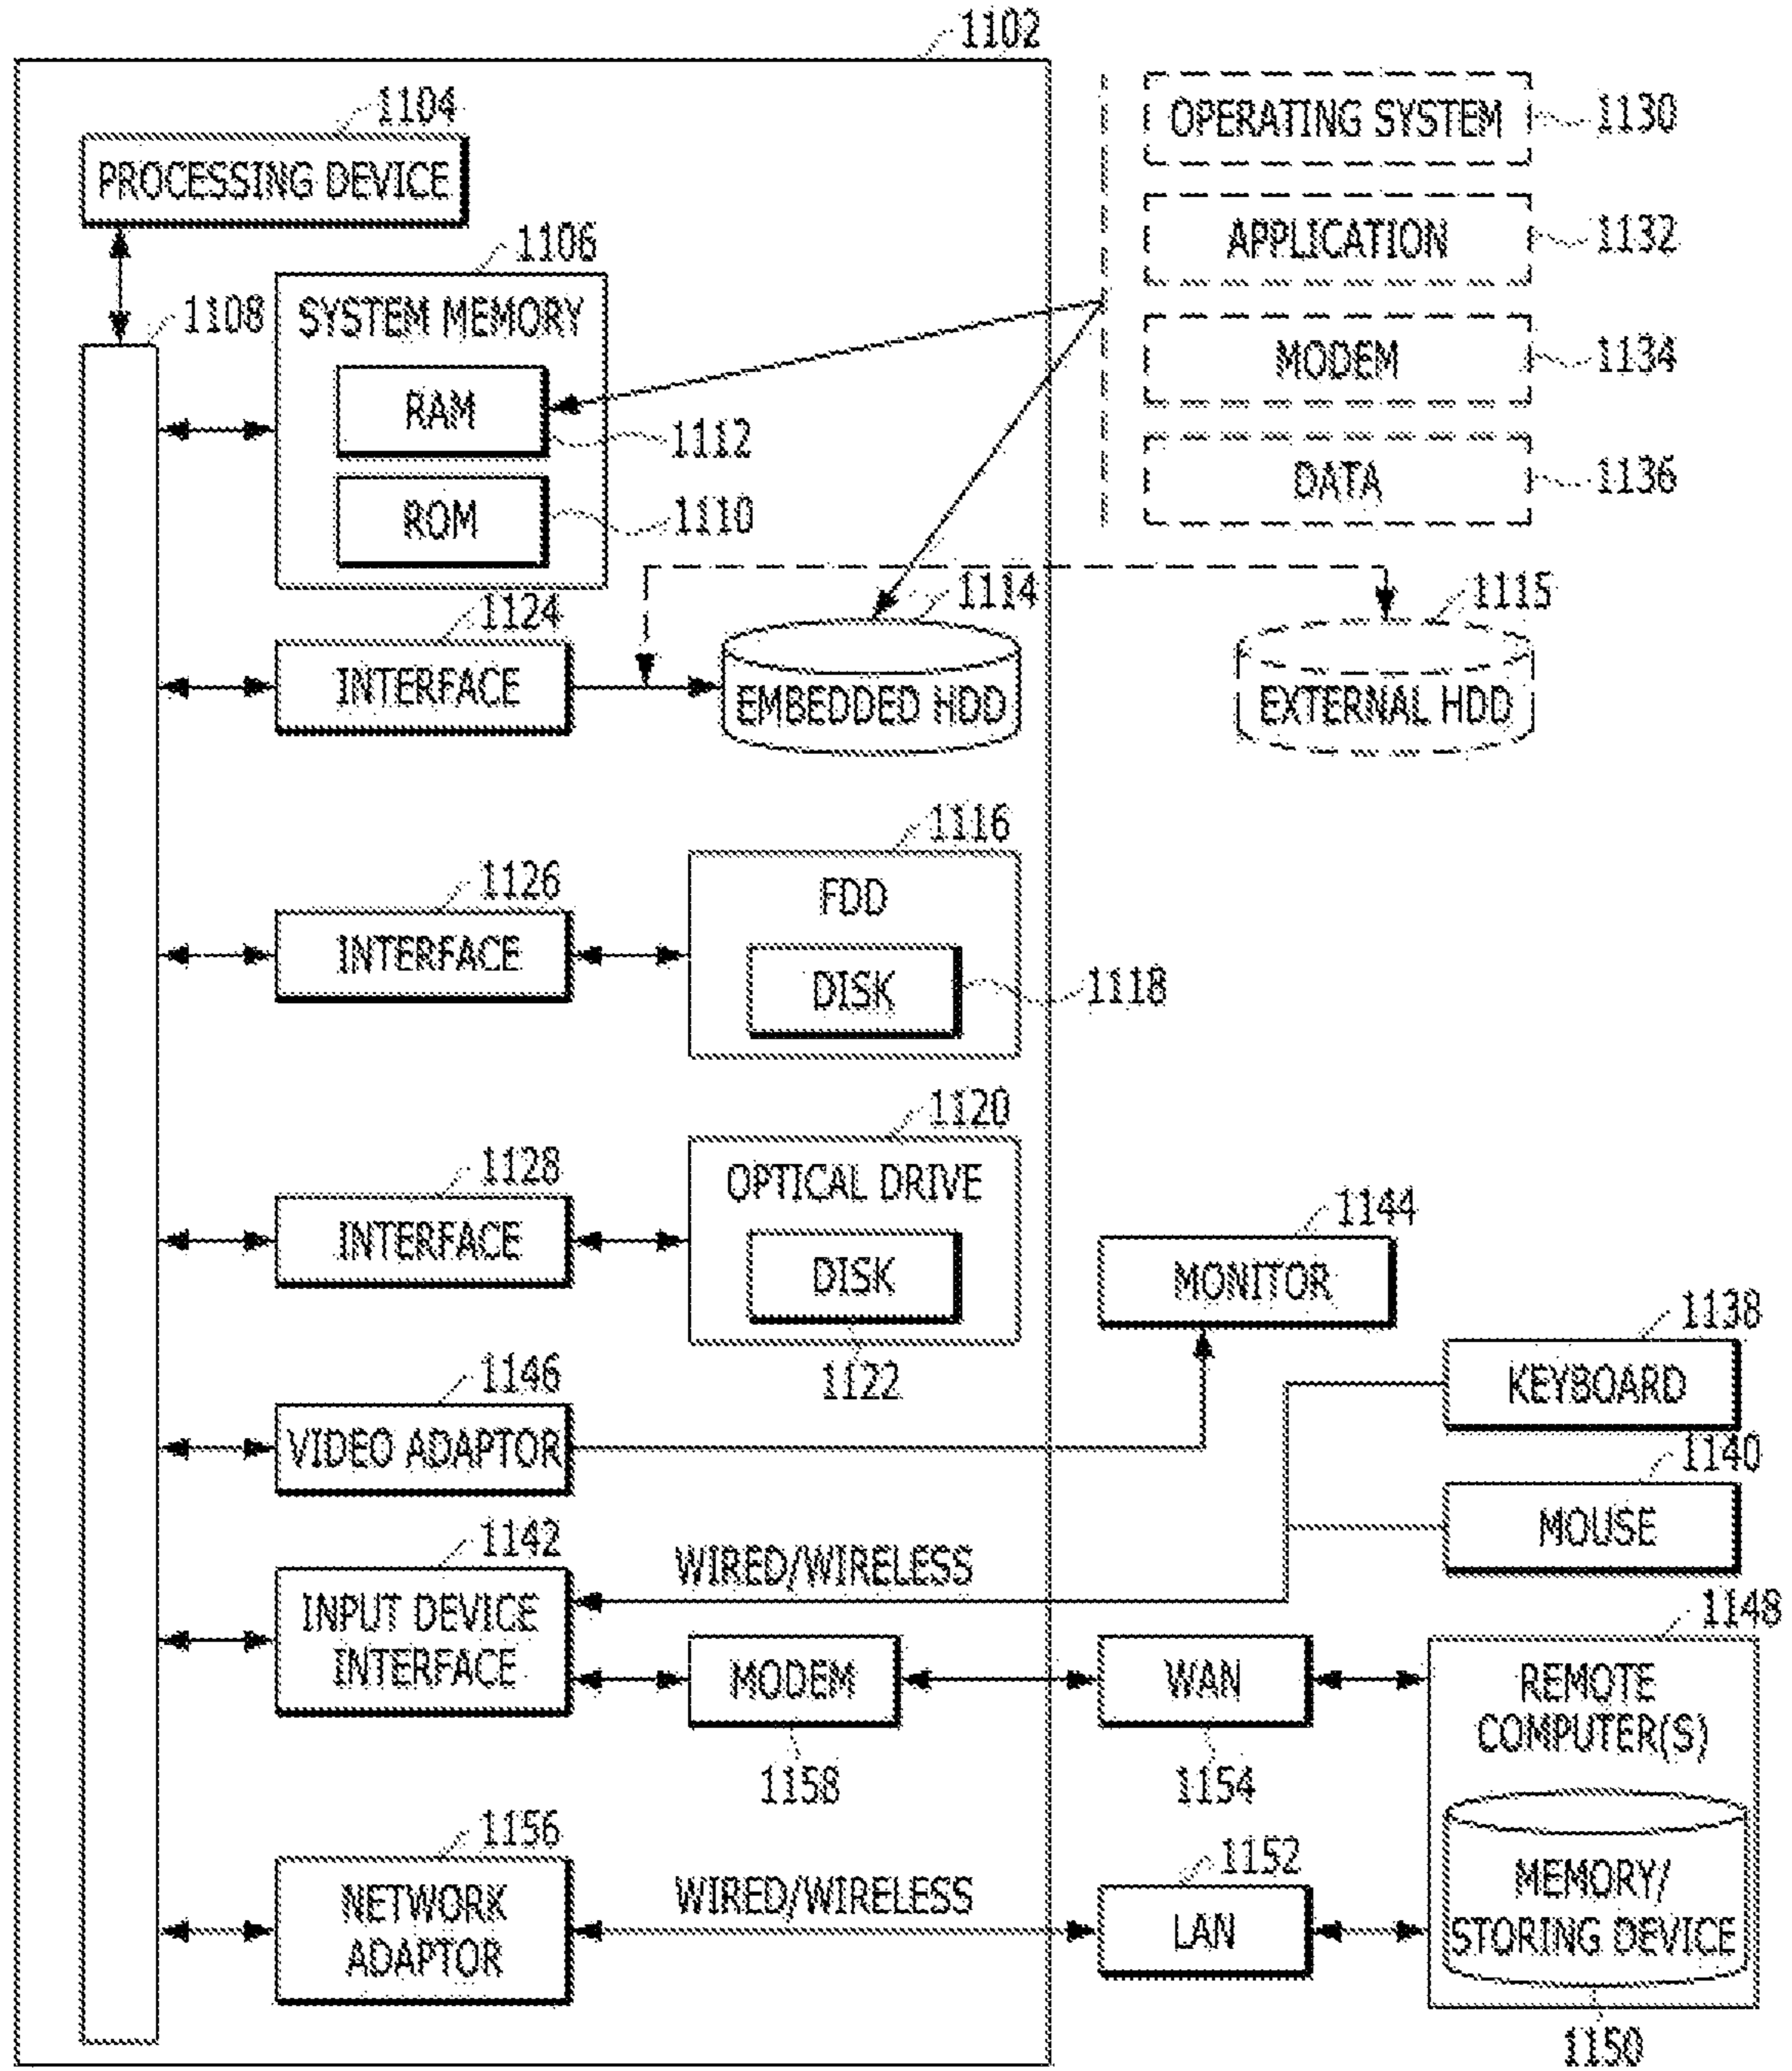 1102
1104
PROCESSING DEVICE
OPERATING SYSTEM
1130
1106
SYSTEM MEMORY
1108
APPLICATION
1132
RAM
1112
MODEM
1134
ROM
1110
DATA
1136
1124
INTERFACE
1114
EMBEDDED HDD
1115
EXTERNAL HDD
1116
FDD
1126
INTERFACE
DISK
1118
1120
OPTICAL DRIVE
1128
INTERFACE
DISK
1122
1144
MONITOR
1138
KEYBOARD
1146
VIDEO ADAPTOR
1140
MOUSE
1142
INPUT DEVICE
INTERFACE
WIRED/WIRELESS
MODEM
1158
WAN
1154
1148
REMOTE
COMPUTER(S)
1156
NETWORK
ADAPTOR
WIRED/WIRELESS
1152
LAN
MEMORY/
STORING DEVICE
1150